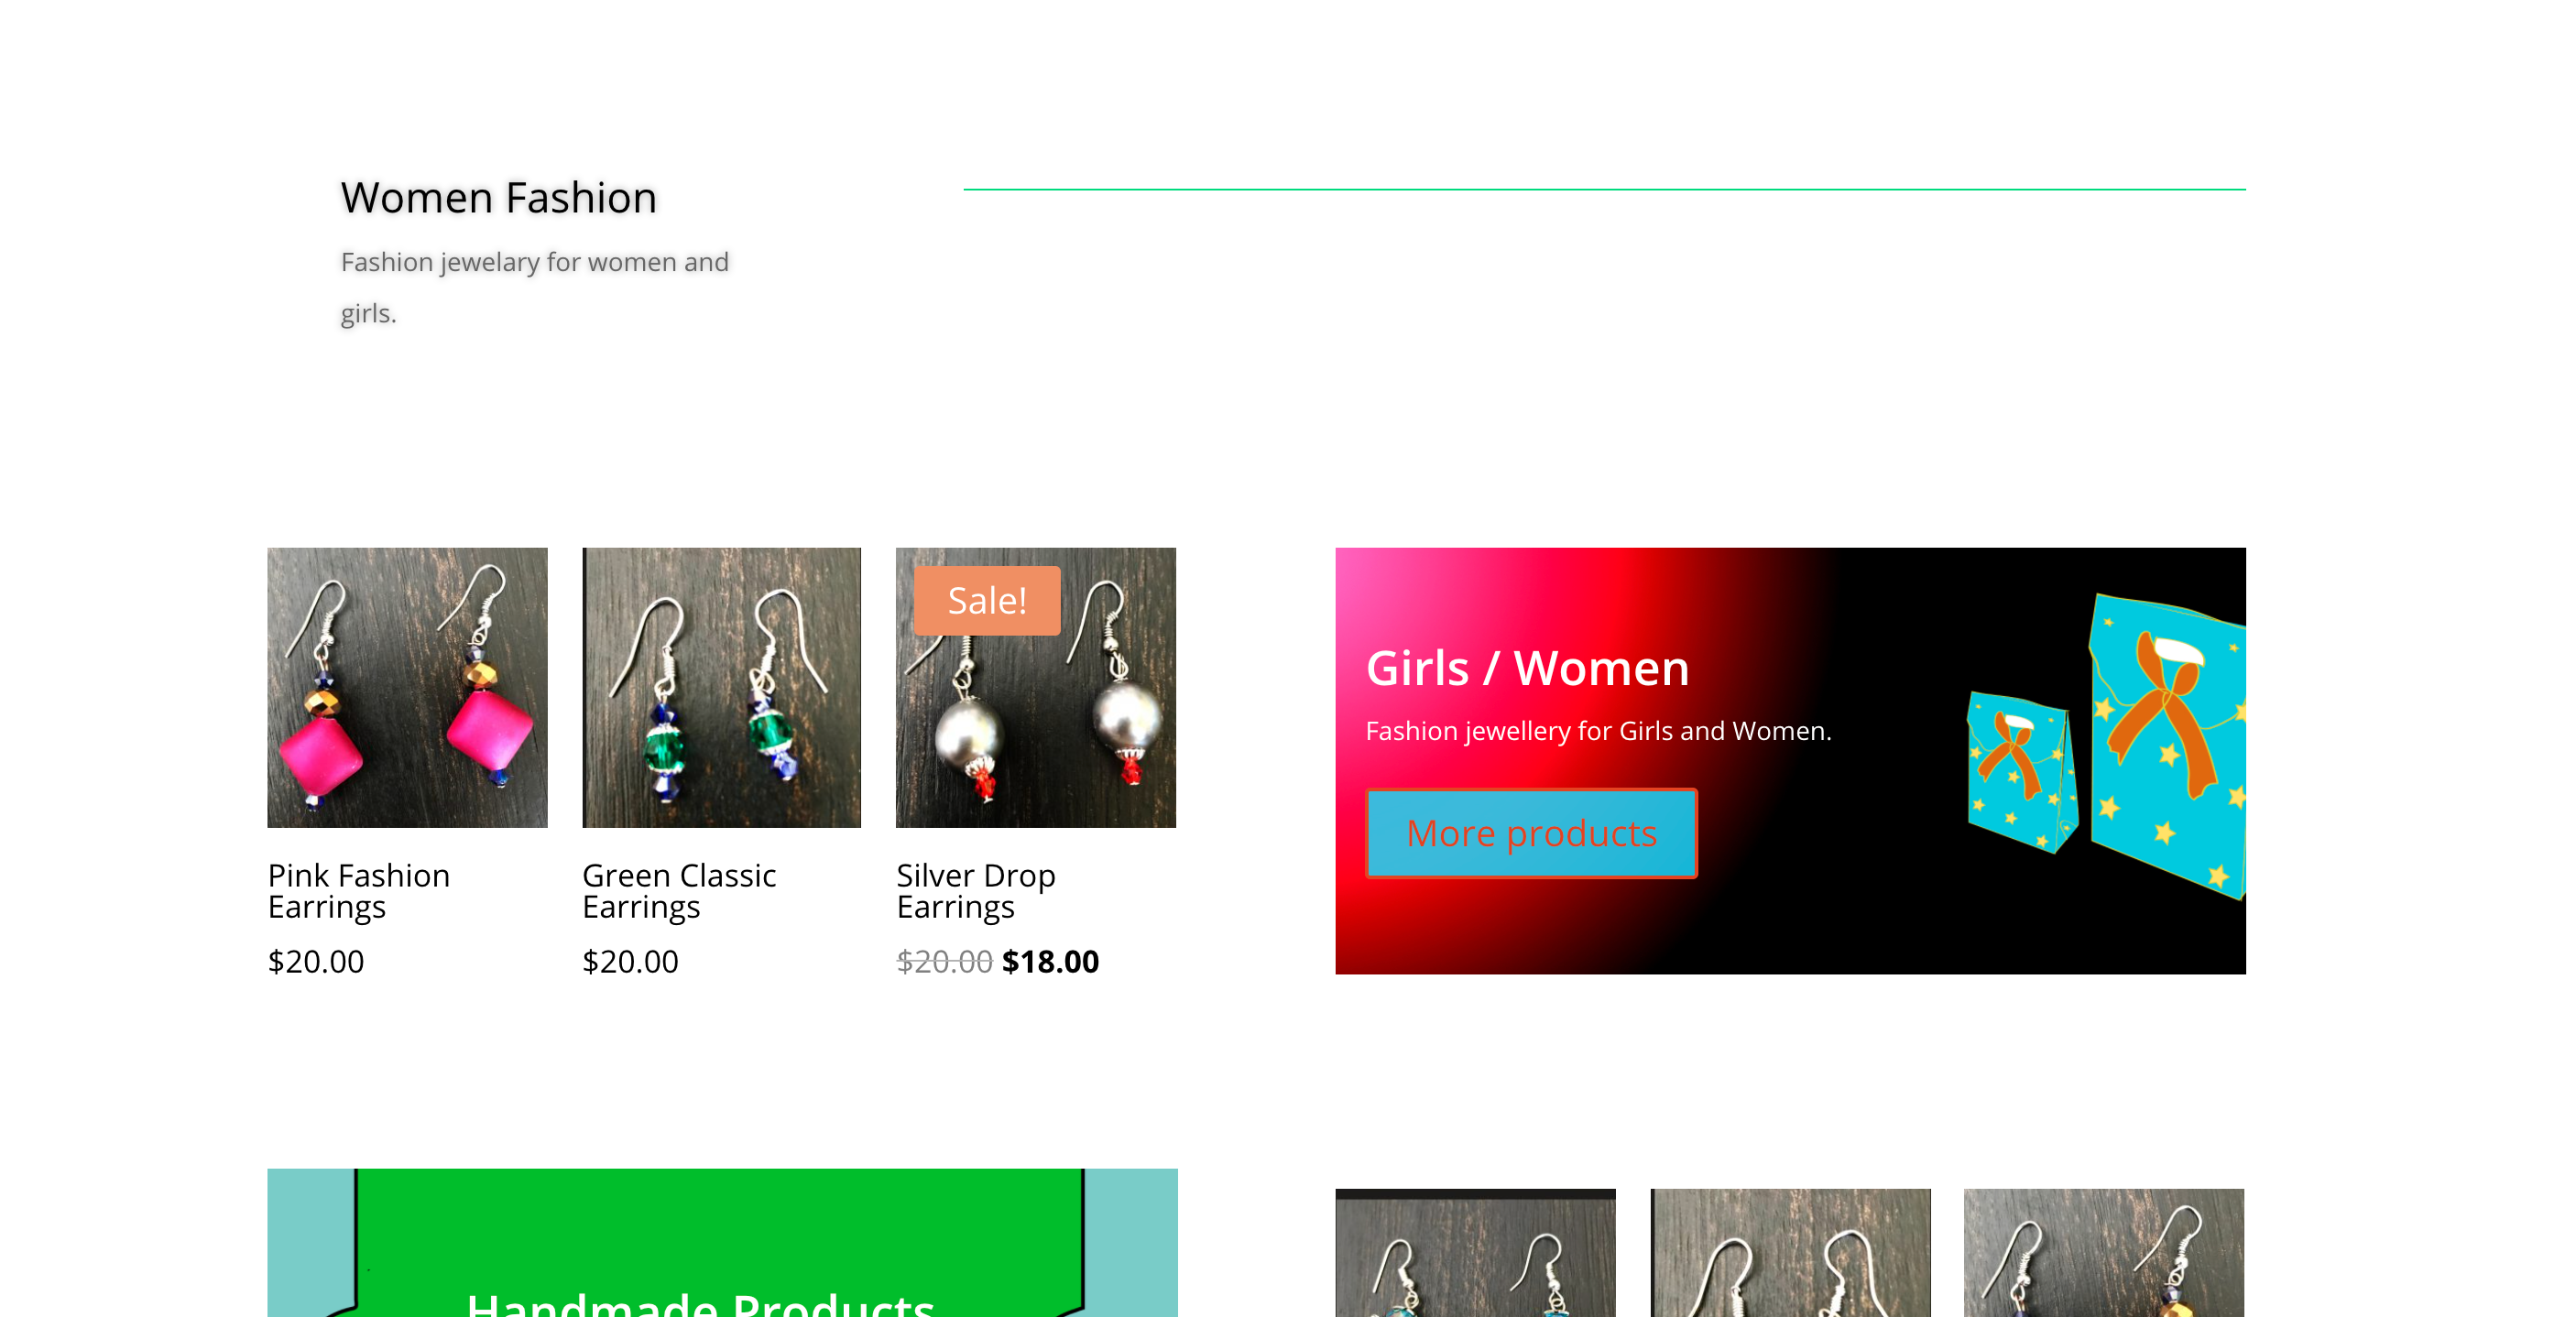 Women Fashion
Fashion jewelary for women and
girls.
Sale!
Pink Fashion
Earrings
$20.00
Green Classic
Earrings
$20.00
Silver Drop
Earrings
$20.00 $18.00
Girls / Women
Fashion jewellery for Girls and Women.
More products
Handmade Products